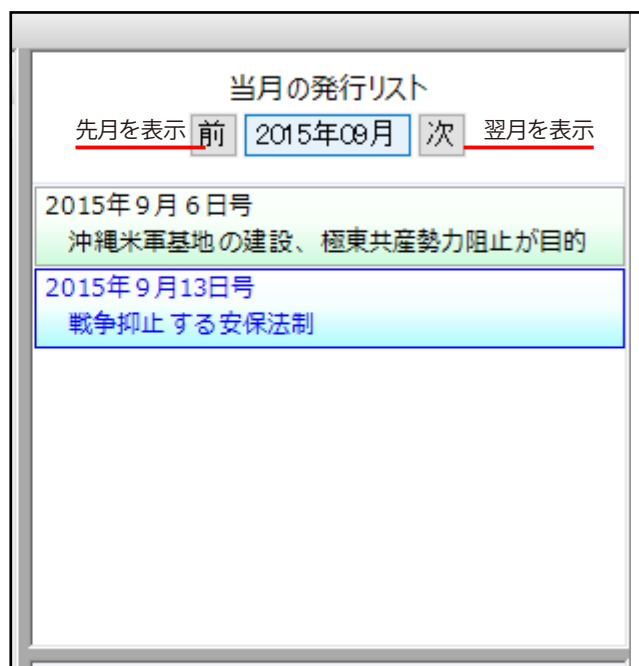 当月の発行リスト
先月を表示 前 2015年09月 次 翌月を表示
2015年9月6日号
沖縄米軍基地の建設、極東共産勢力阻止が目的
2015年9月13日号
戦争抑止する安保法制